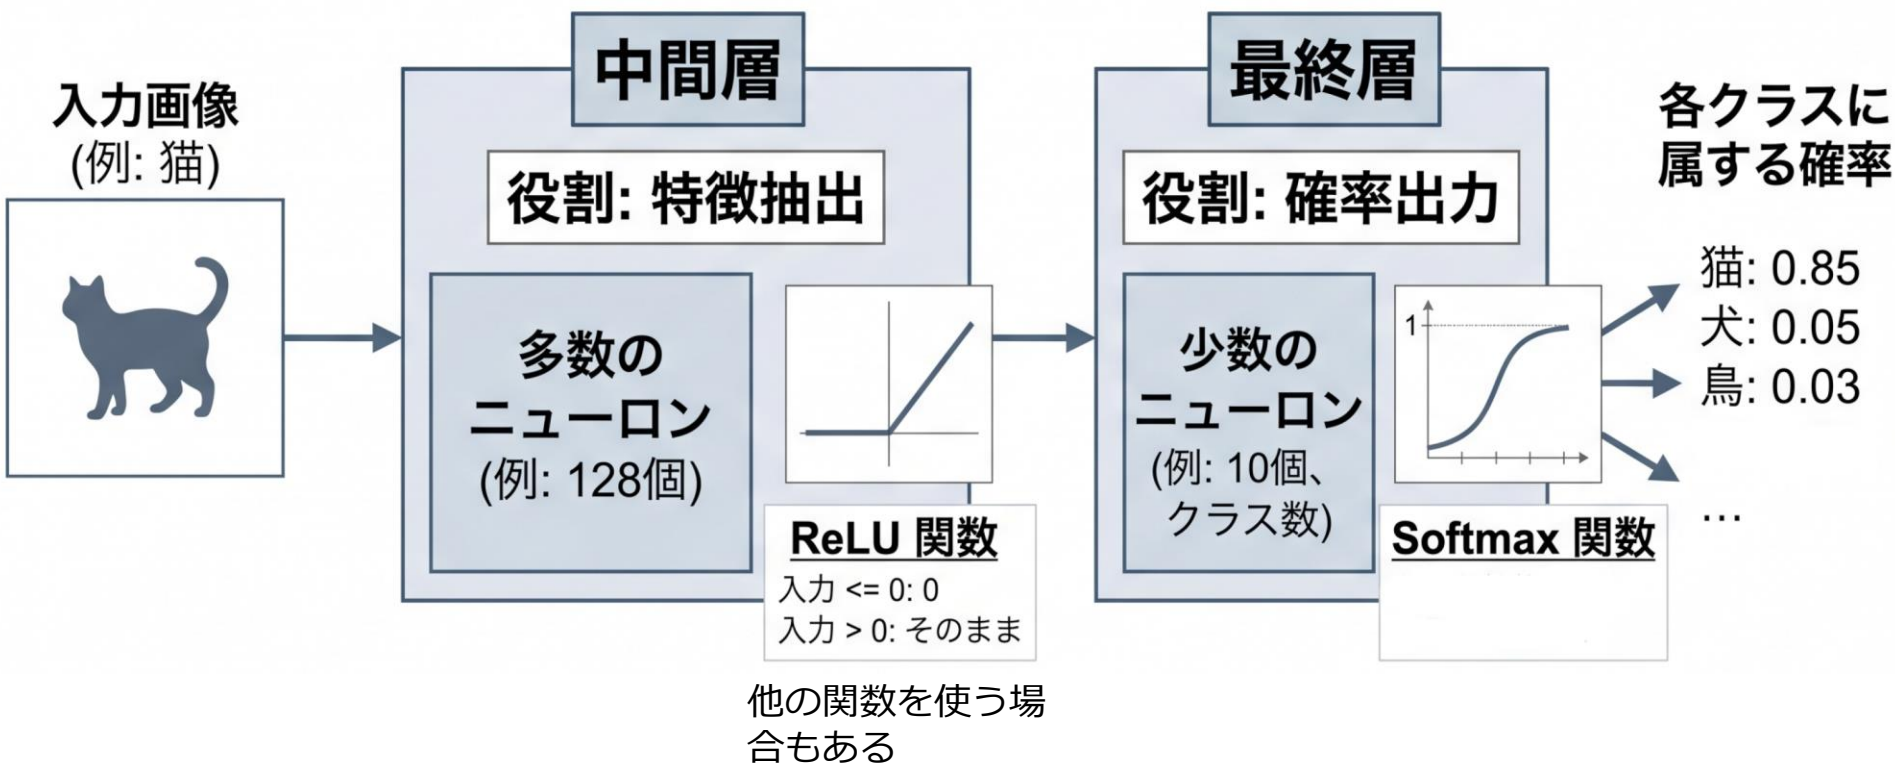 入力画像
(例: 猫)
中間層
役割: 特徴抽出
多数の
ニューロン
(例: 128個)
ReLU 関数
入力 <= 0: 0
入力 > 0: そのまま
他の関数を使う場
合もある
最終層
役割: 確率出力
少数の
ニューロン
(例: 10個、
クラス数)
1
Softmax 関数
各クラスに
属する確率
猫: 0.85
犬: 0.05
鳥: 0.03
…